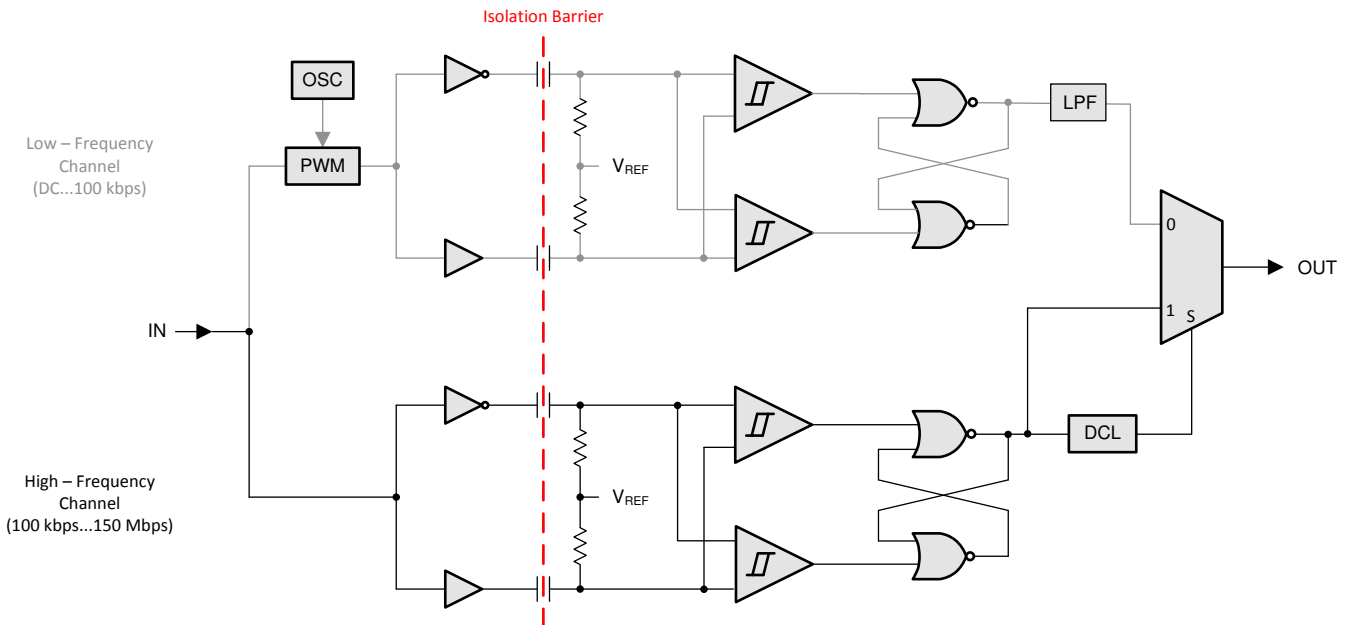 Isolation Barrier
OSC
PWM
Low – Frequency
Channel
(DC...100 kbps)
VREF
LPF
0
1
S
OUT
IN
High – Frequency
Channel
(100 kbps...150 Mbps)
VREF
DCL